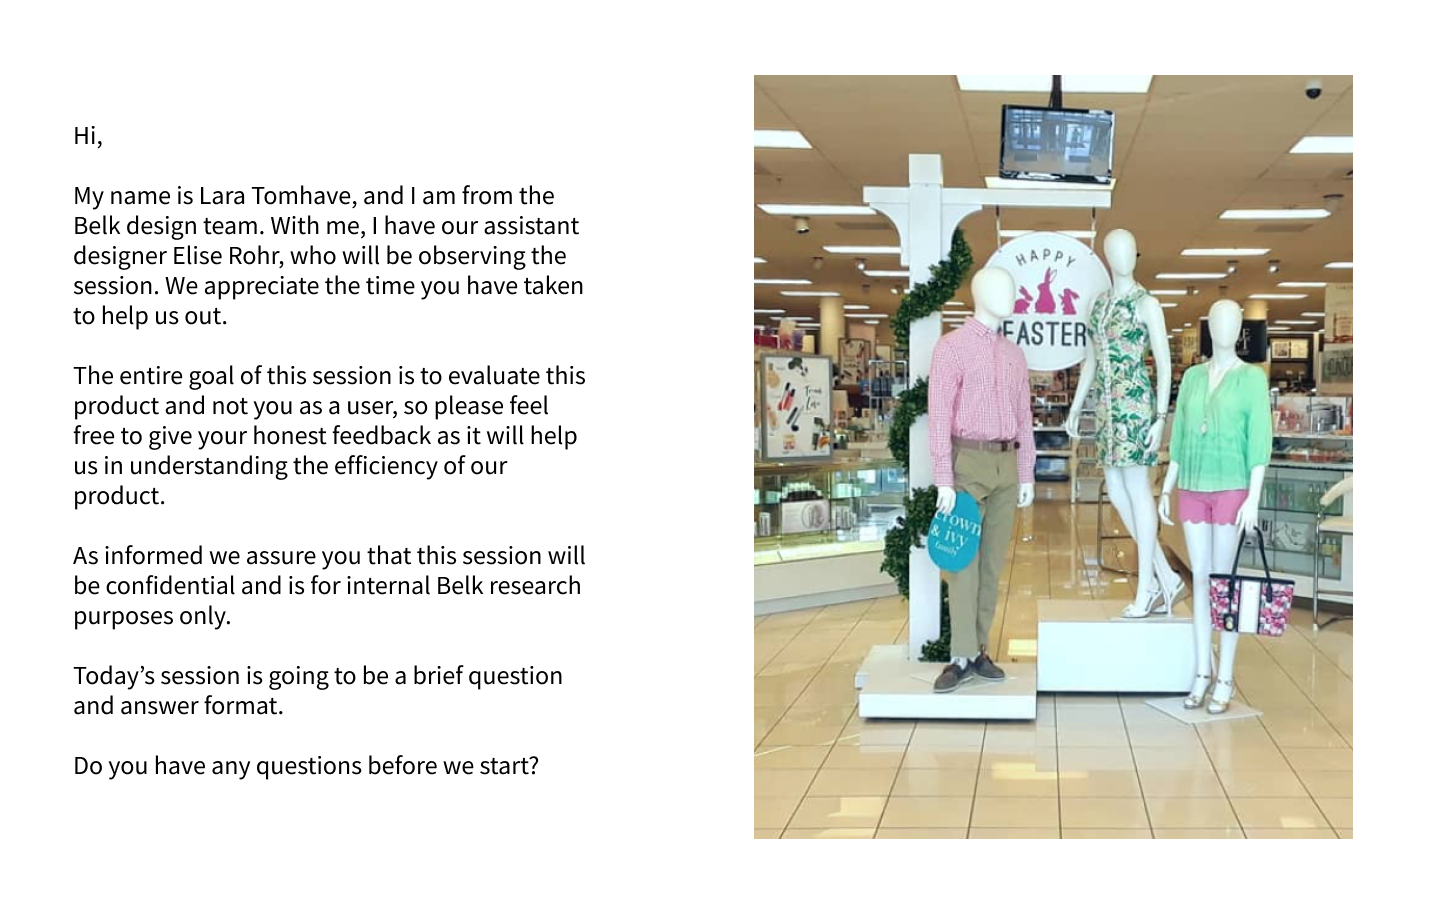 Hi,
My name is Lara Tomhave, and I am from the
Belk design team. With me, I have our assistant
designer Elise Rohr, who will be observing the
session. We appreciate the time you have taken
to help us out.
The entire goal of this session is to evaluate this
product and not you as a user, so please feel
free to give your honest feedback as it will help
us in understanding the efficiency of our
product.
As informed we assure you that this session will
be confidential and is for internal Belk research
purposes only.
Today’s session is going to be a brief question
and answer format.
Do you have any questions before we start?
HAPPY
EASTER
crown
& ivy
family